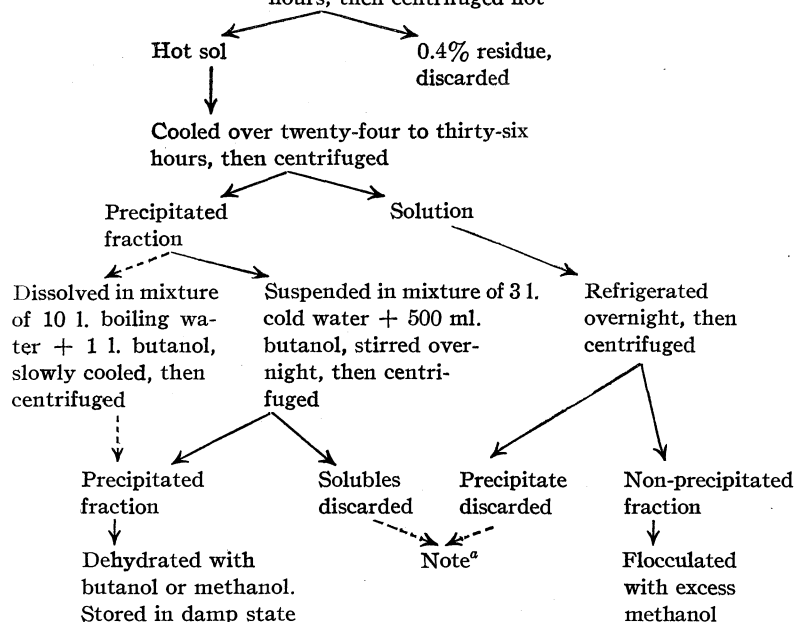 hours, then centrifuged hot
Hot sol
0.4% residue,
discarded
Cooled over twenty-four to thirty-six
hours, then centrifuged
Precipitated
fraction
Solution
Dissolved in mixture
of 10 l. boiling wa-
ter + 1 l. butanol,
slowly cooled, then
centrifuged
Suspended in mixture of 3 l.
cold water + 500 ml.
butanol, stirred over-
night, then centri-
fuged
Refrigerated
overnight, then
centrifuged
Precipitated
fraction
Solubles
discarded
Precipitate
discarded
Non-precipitated
fraction
Dehydrated with
butanol or methanol.
Stored in damp state
Note^a
Flocculated
with excess
methanol